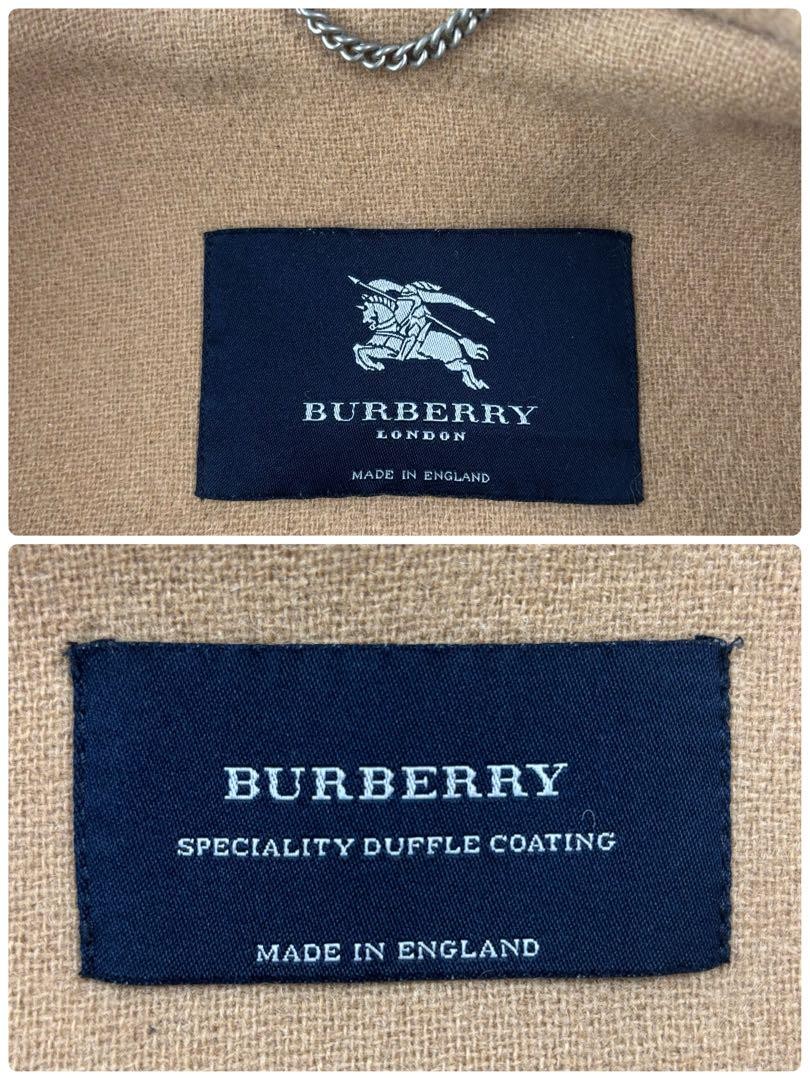 BURBERRY
LONDON
MADE IN ENGLAND
BURBERRY
SPECIALITY DUFFLE COATING
MADE IN ENGLAND